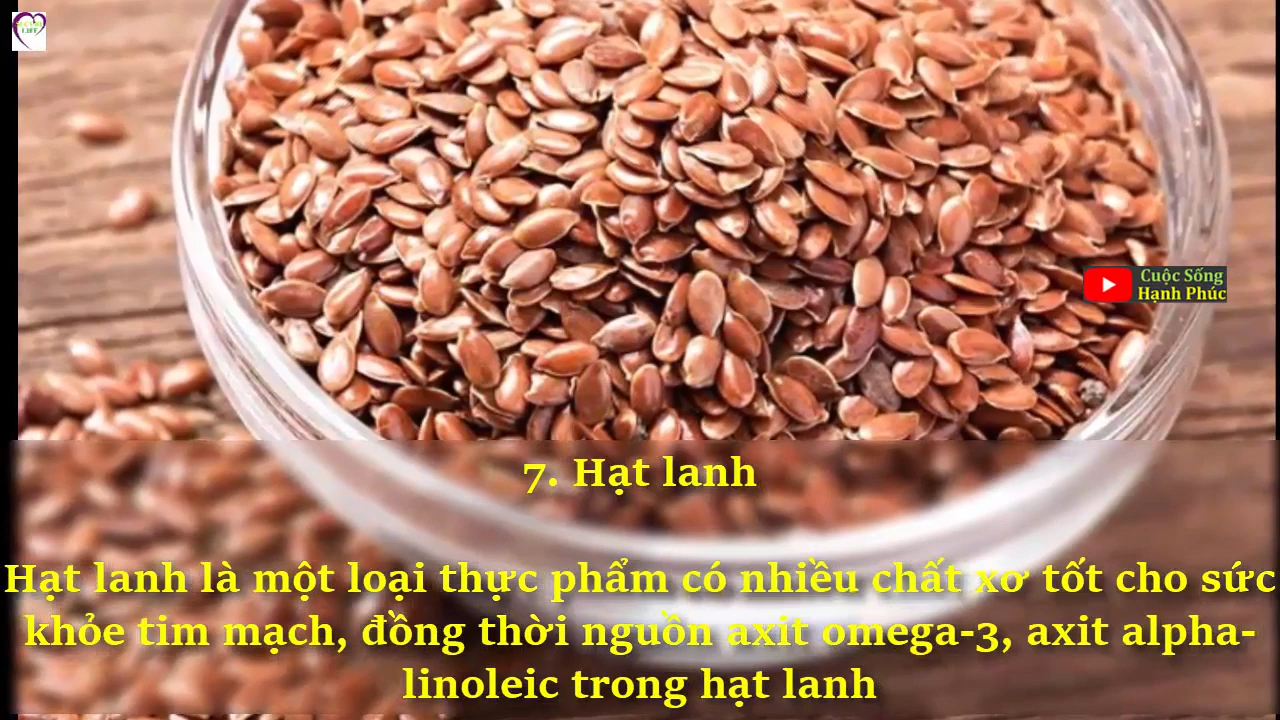 Cuộc Sống
Hạnh Phúc
7. Hạt lanh
Hạt lanh là một loại thực phẩm có nhiều chất xơ tốt cho sức
khỏe tim mạch, đồng thời nguồn axit omega-3, axit alpha-
linoleic trong hạt lanh